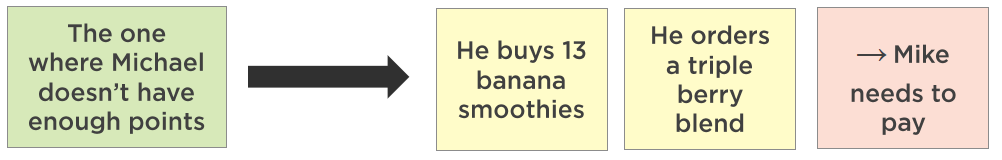 The one
where Michael
doesn't have
enough points
He buys 13
banana
smoothies
He orders
a triple
berry
blend
→ Mike
needs to
pay